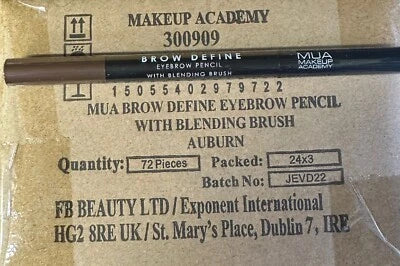 MAKEUP ACADEMY
300909
BROW DEFINE
EYEBROW PENCIL
WITH BLENDING BRUSH
MUA
MAKEUP
ACADEMY
15055402979722
MUA BROW DEFINE EYEBROW PENCIL
WITH BLENDING BRUSH
AUBURN
Quantity: 72 Pieces Packed: 24x3
Batch No: JEVD22
FB BEAUTY LTD / Exponent International
HG2 8RE UK / St. Mary's Place, Dublin 7, IRE